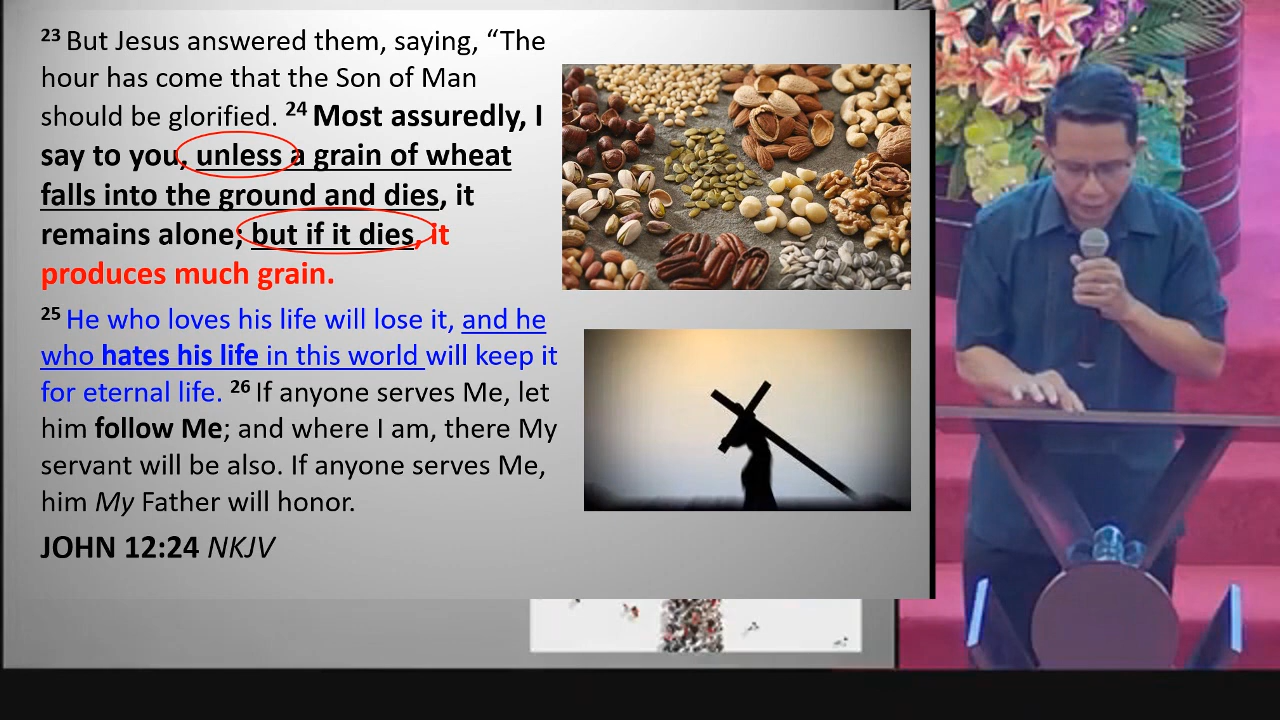 23 But Jesus answered them, saying, “The
hour has come that the Son of Man
should be glorified. 24 Most assuredly, I
say to you, unless a grain of wheat
falls into the ground and dies, it
remains alone; but if it dies, it
produces much grain.
25 He who loves his life will lose it, and he
who hates his life in this world will keep it
for eternal life. 26 If anyone serves Me, let
him follow Me; and where I am, there My
servant will be also. If anyone serves Me,
him My Father will honor.
JOHN 12:24 NKJV